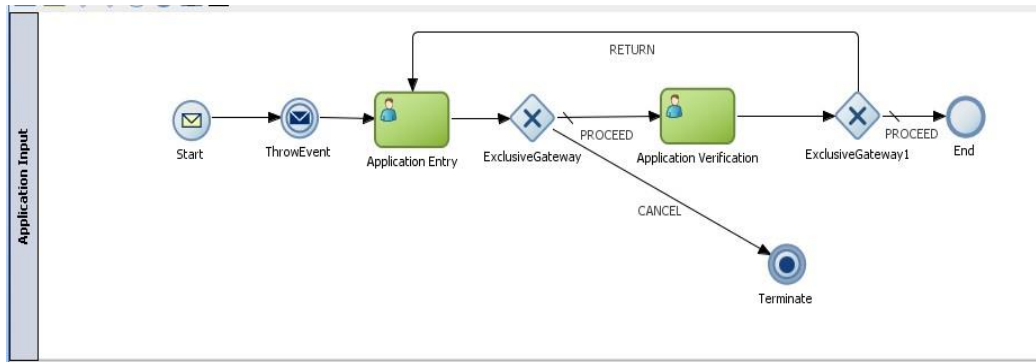 Application Input
RETURN
Start
ThrowEvent
Application Entry
ExclusiveGateway
PROCEED
Application Verification
ExclusiveGateway1
PROCEED
End
CANCEL
Terminate